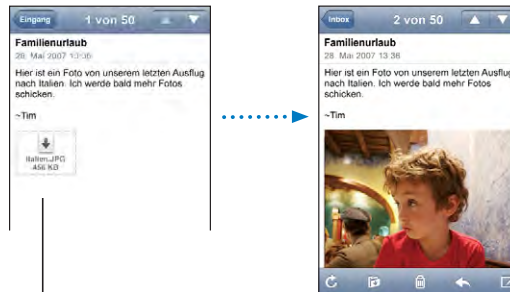 Eingang 1 von 50
Familienurlaub
28. Mai 2007 13:36
Hier ist ein Foto von unserem letzten Ausflug
nach Italien. Ich werde bald mehr Fotos
schicken.
~Tim
Italien.JPG
456 KB
Inbox 2 von 50
Familienurlaub
28. Mai 2007 13:36
Hier ist ein Foto von unserem letzten Ausflug
nach Italien. Ich werde bald mehr Fotos
schicken.
~Tim